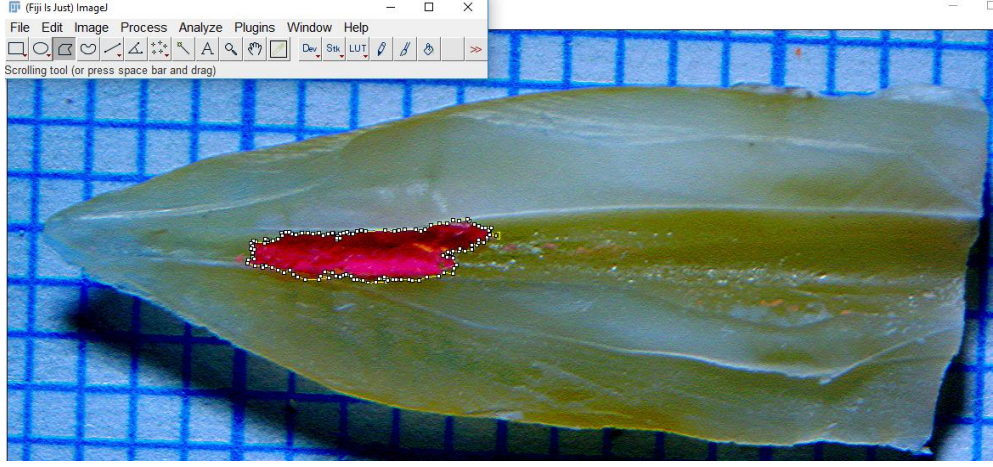 (Fiji Is Just) ImageJ
File Edit Image Process Analyze Plugins Window Help
A Dev Stk LUT >>
Scrolling tool (or press space bar and drag)
4